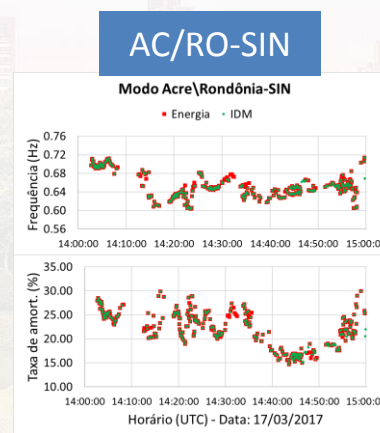 AC/RO-SIN
Modo Acre\Rondônia-SIN
Energia IDM
Frequência (Hz)
0.76
0.72
0.68
0.64
0.60
0.56
14:00:00 14:10:00 14:20:00 14:30:00 14:40:00 14:50:00 15:00:0
Taxa de amort. (%)
35.00
30.00
25.00
20.00
15.00
10.00
14:00:00 14:10:00 14:20:00 14:30:00 14:40:00 14:50:00 15:00:0
Horário (UTC) - Data: 17/03/2017